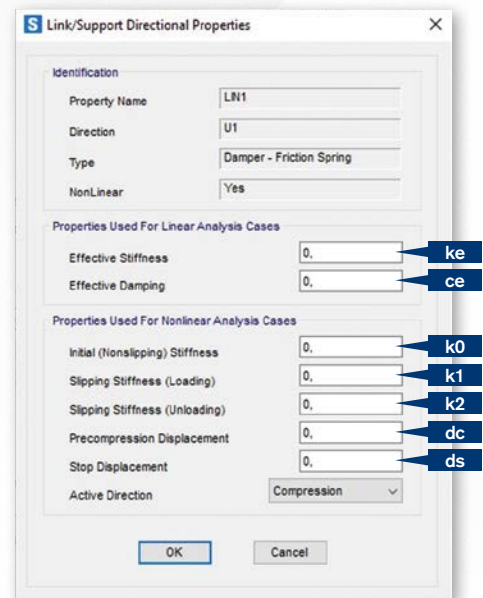 S Link/Support Directional Properties
Identification
Property Name LIN1
Direction U1
Type Damper - Friction Spring
NonLinear Yes
Properties Used For Linear Analysis Cases
Effective Stiffness 0, ke
Effective Damping 0, ce
Properties Used For Nonlinear Analysis Cases
Initial (Nonslipping) Stiffness 0, k0
Slipping Stiffness (Loading) 0, k1
Slipping Stiffness (Unloading) 0, k2
Precompression Displacement 0, dc
Stop Displacement 0, ds
Active Direction Compression
OK Cancel